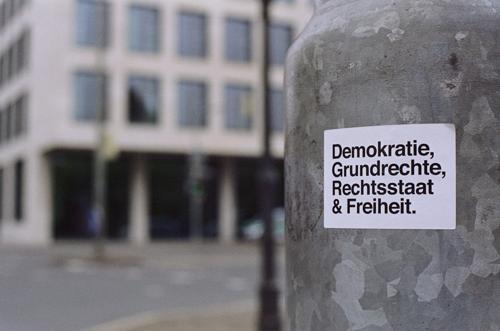 Demokratie,
Grundrechte,
Rechtsstaat
& Freiheit.